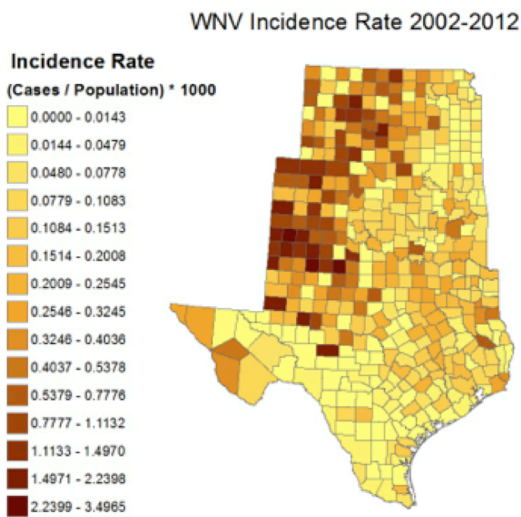 WNV Incidence Rate 2002-2012
Incidence Rate
(Cases / Population) * 1000
0.0000 - 0.0143
0.0144 - 0.0479
0.0480 - 0.0778
0.0779 - 0.1083
0.1084 - 0.1513
0.1514 - 0.2008
0.2009 - 0.2545
0.2546 - 0.3245
0.3246 - 0.4036
0.4037 - 0.5378
0.5379 - 0.7776
0.7777 - 1.1132
1.1133 - 1.4970
1.4971 - 2.2398
2.2399 - 3.4965